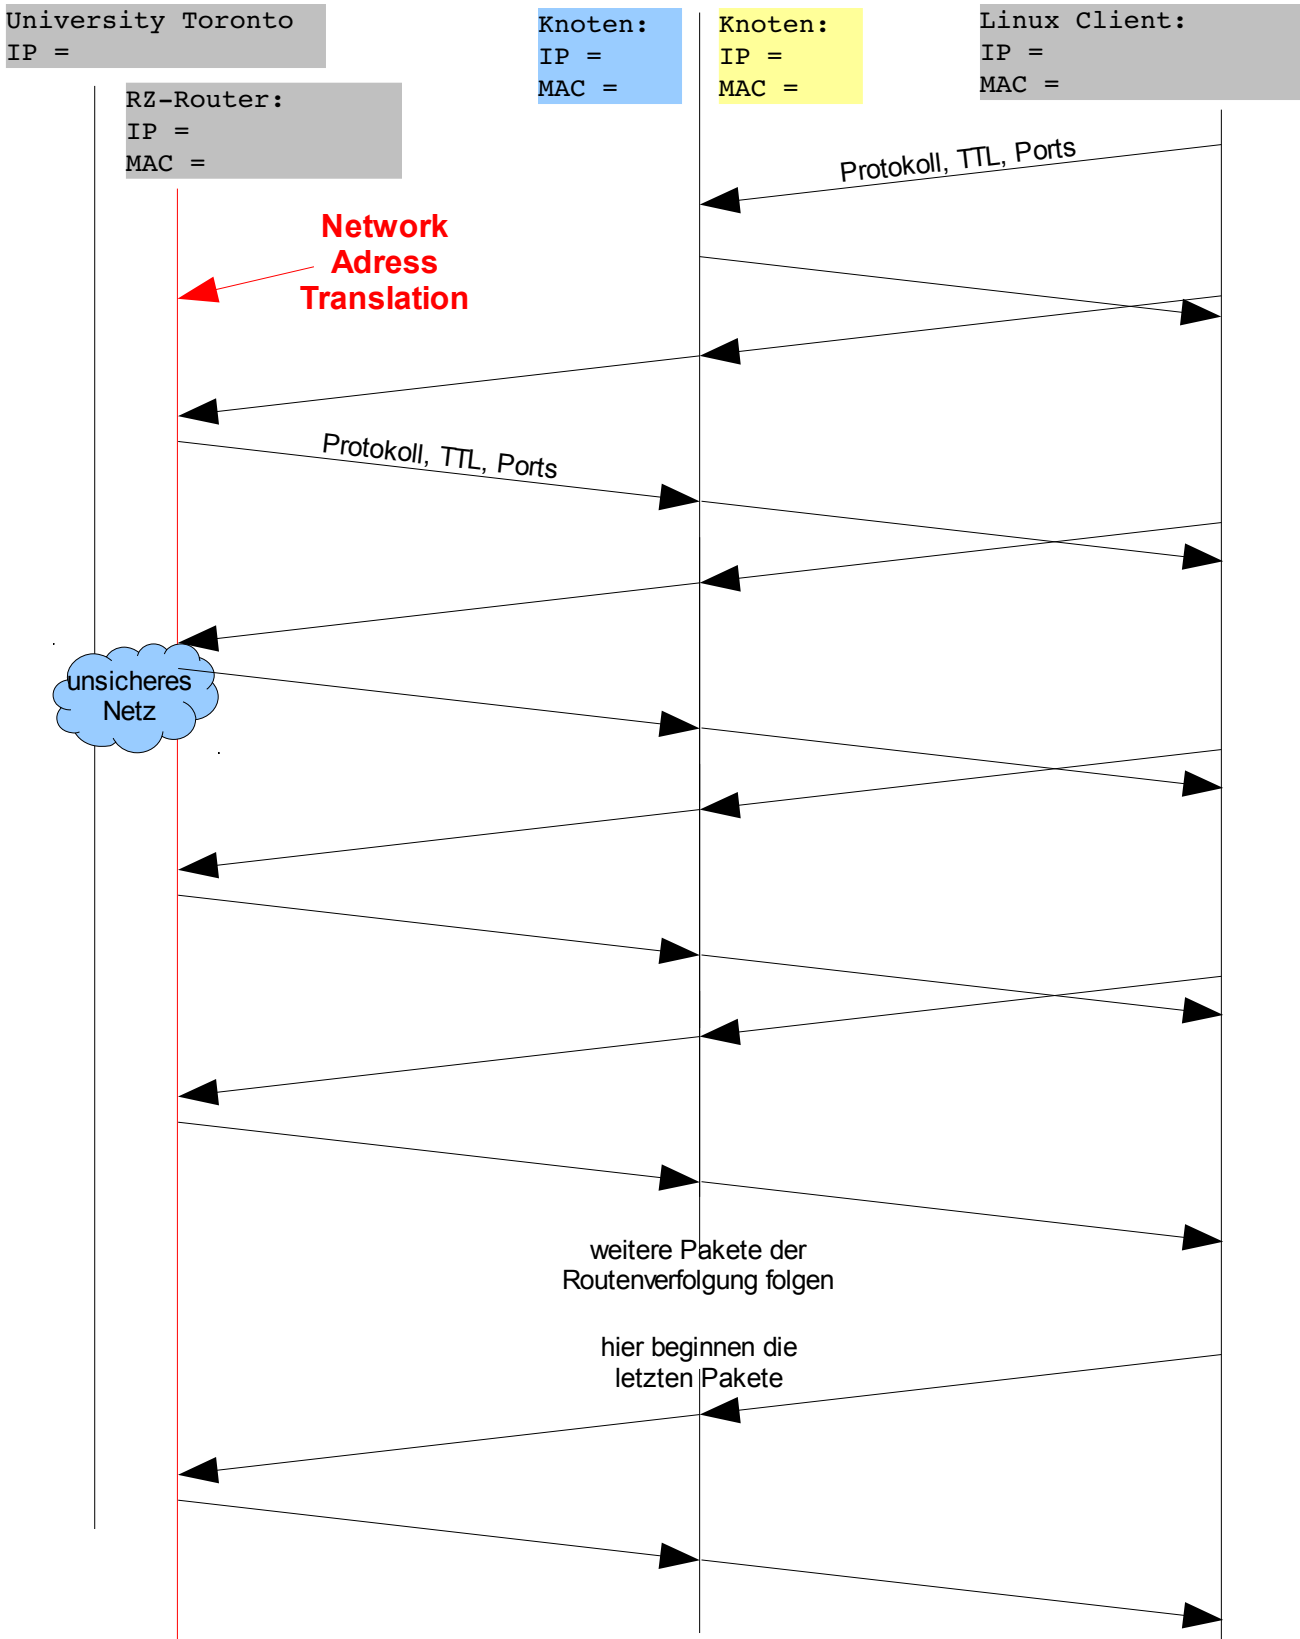 University Toronto
IP =
RZ-Router:
IP =
MAC =
Knoten:
IP =
MAC =
Knoten:
IP =
MAC =
Linux Client:
IP =
MAC =
Protokoll, TTL, Ports
Network
Adress
Translation
Protokoll, TTL, Ports
unsicheres
Netz
weitere Pakete der
Routenverfolgung folgen
hier beginnen die
letzten Pakete